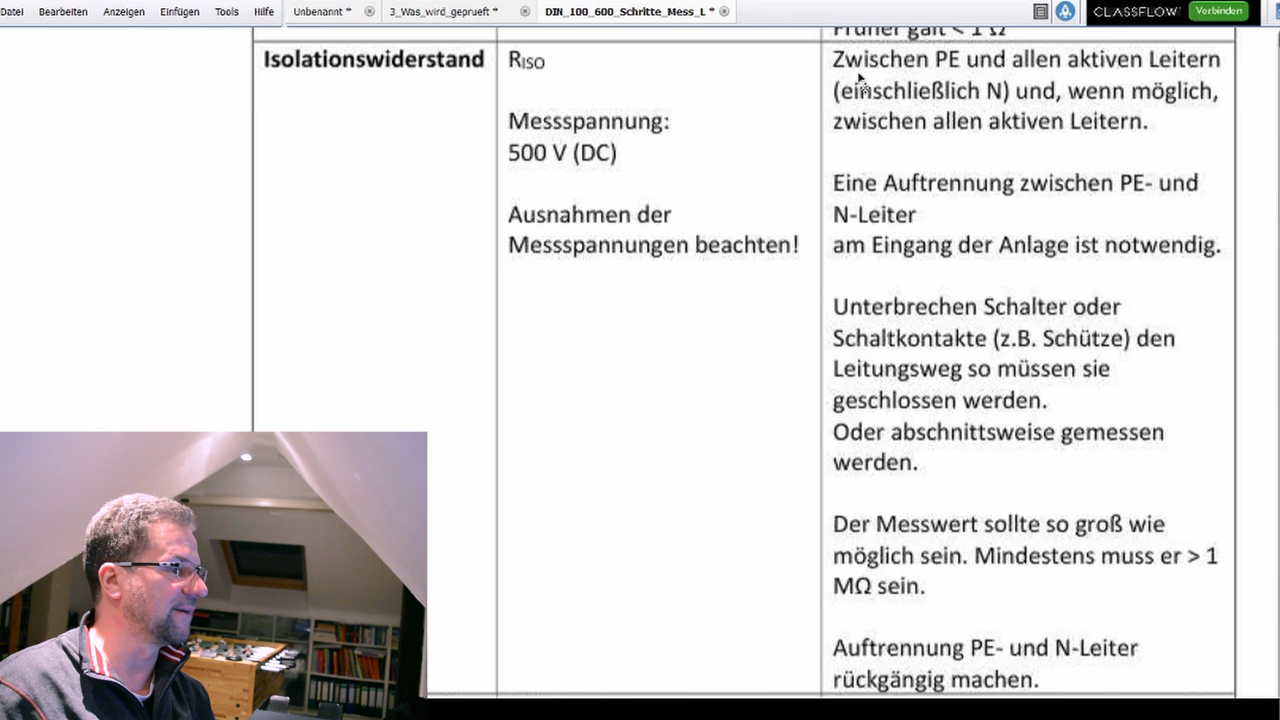 Datei Bearbeiten Anzeigen Einfügen Tools Hilfe Unbenannt * 3_Was_wird_geprueft * DIN_100_600_Schritte_Mess_L * CLASSFLOW Verbinden
Früher galt < 1 Ω
Isolationswiderstand
RISO
Messspannung:
500 V (DC)
Ausnahmen der
Messspannungen beachten!
Zwischen PE und allen aktiven Leitern
(einschließlich N) und, wenn möglich,
zwischen allen aktiven Leitern.
Eine Auftrennung zwischen PE- und
N-Leiter
am Eingang der Anlage ist notwendig.
Unterbrechen Schalter oder
Schaltkontakte (z.B. Schütze) den
Leitungsweg so müssen sie
geschlossen werden.
Oder abschnittsweise gemessen
werden.
Der Messwert sollte so groß wie
möglich sein. Mindestens muss er > 1
MΩ sein.
Auftrennung PE- und N-Leiter
rückgängig machen.